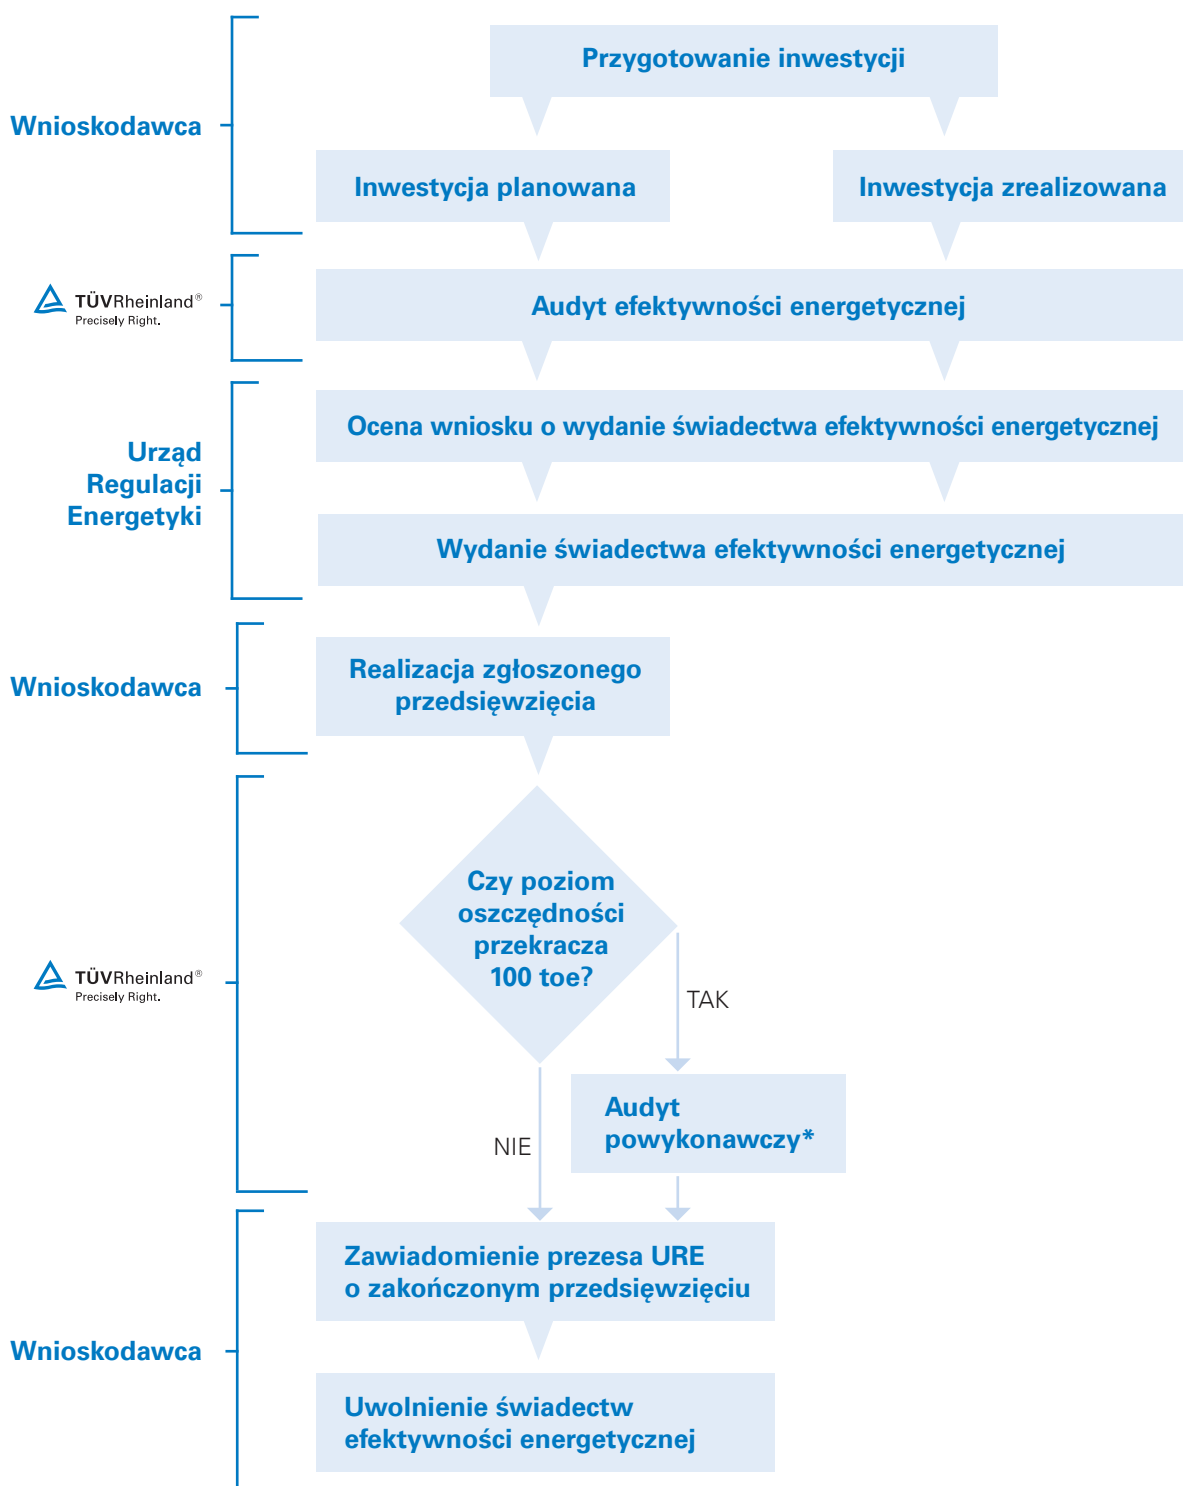 Przygotowanie inwestycji
Wnioskodawca
Inwestycja planowana
Inwestycja zrealizowana
TÜVRheinland®
Precisely Right.
Audyt efektywności energetycznej
Urząd
Regulacji
Energetyki
Ocena wniosku o wydanie świadectwa efektywności energetycznej
Wydanie świadectwa efektywności energetycznej
Wnioskodawca
Realizacja zgłoszonego
przedsięwzięcia
TÜVRheinland®
Precisely Right.
Czy poziom
oszczędności
przekracza
100 toe?
TAK
NIE
Audyt
powykonawczy*
Wnioskodawca
Zawiadomienie prezesa URE
o zakończonym przedsięwzięciu
Uwolnienie świadectw
efektywności energetycznej